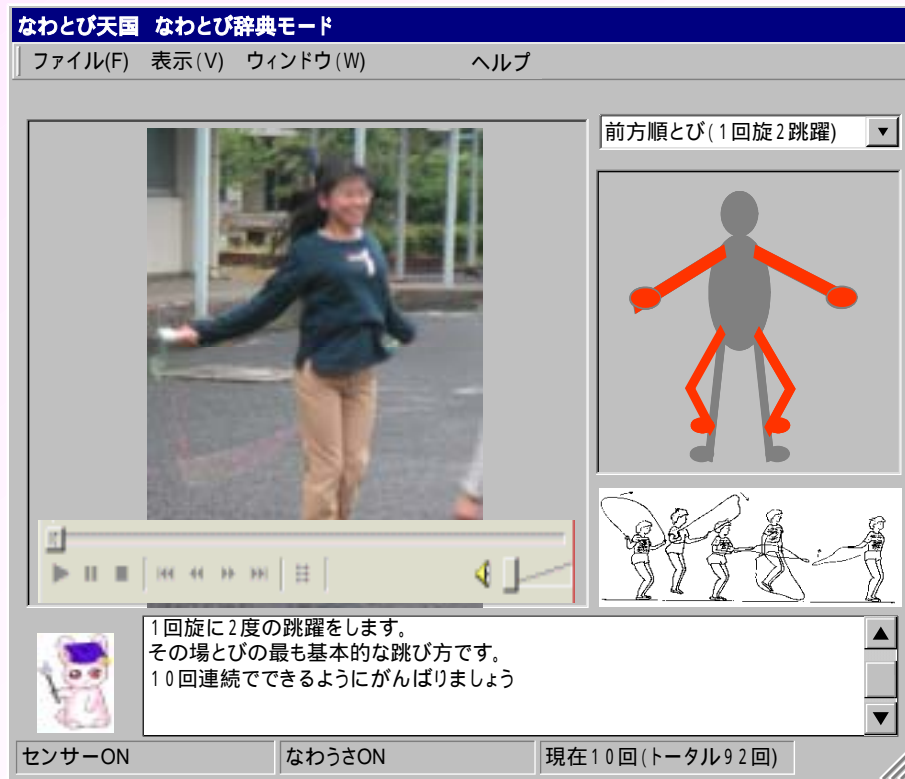 なわとび天国 なわとび辞典モード
ファイル(F) 表示(V) ウィンドウ(W) ヘルプ
前方順とび(1回旋2跳躍)
1回旋に2度の跳躍をします。
その場とびの最も基本的な跳び方です。
10回連続でできるようにがんばりましょう
センサーON なわうさON 現在10回(トータル92回)